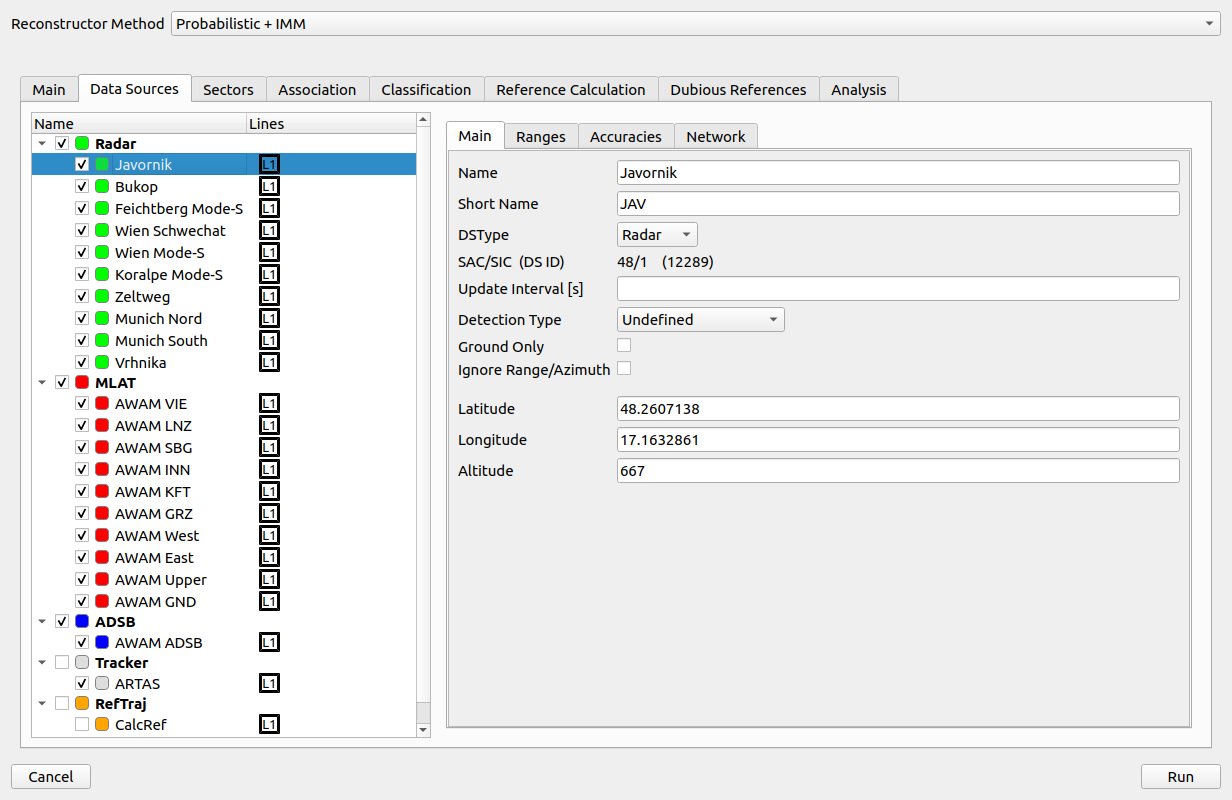 Reconstructor Method Probabilistic + IMM
Main Data Sources Sectors Association Classification Reference Calculation Dubious References Analysis
Name Lines
Radar
Javornik L1
Bukop L1
Feichtberg Mode-S L1
Wien Schwechat L1
Wien Mode-S L1
Koralpe Mode-S L1
Zeltweg L1
Munich Nord L1
Munich South L1
Vrhnika L1
MLAT
AWAM VIE L1
AWAM LNZ L1
AWAM SBG L1
AWAM INN L1
AWAM KFT L1
AWAM GRZ L1
AWAM West L1
AWAM East L1
AWAM Upper L1
AWAM GND L1
ADSB
AWAM ADSB L1
Tracker
ARTAS L1
RefTraj
CalcRef L1
Main Ranges Accuracies Network
Name Javornik
Short Name JAV
DSType Radar
SAC/SIC (DS ID) 48/1 (12289)
Update Interval [s]
Detection Type Undefined
Ground Only
Ignore Range/Azimuth
Latitude 48.2607138
Longitude 17.1632861
Altitude 667
Cancel Run